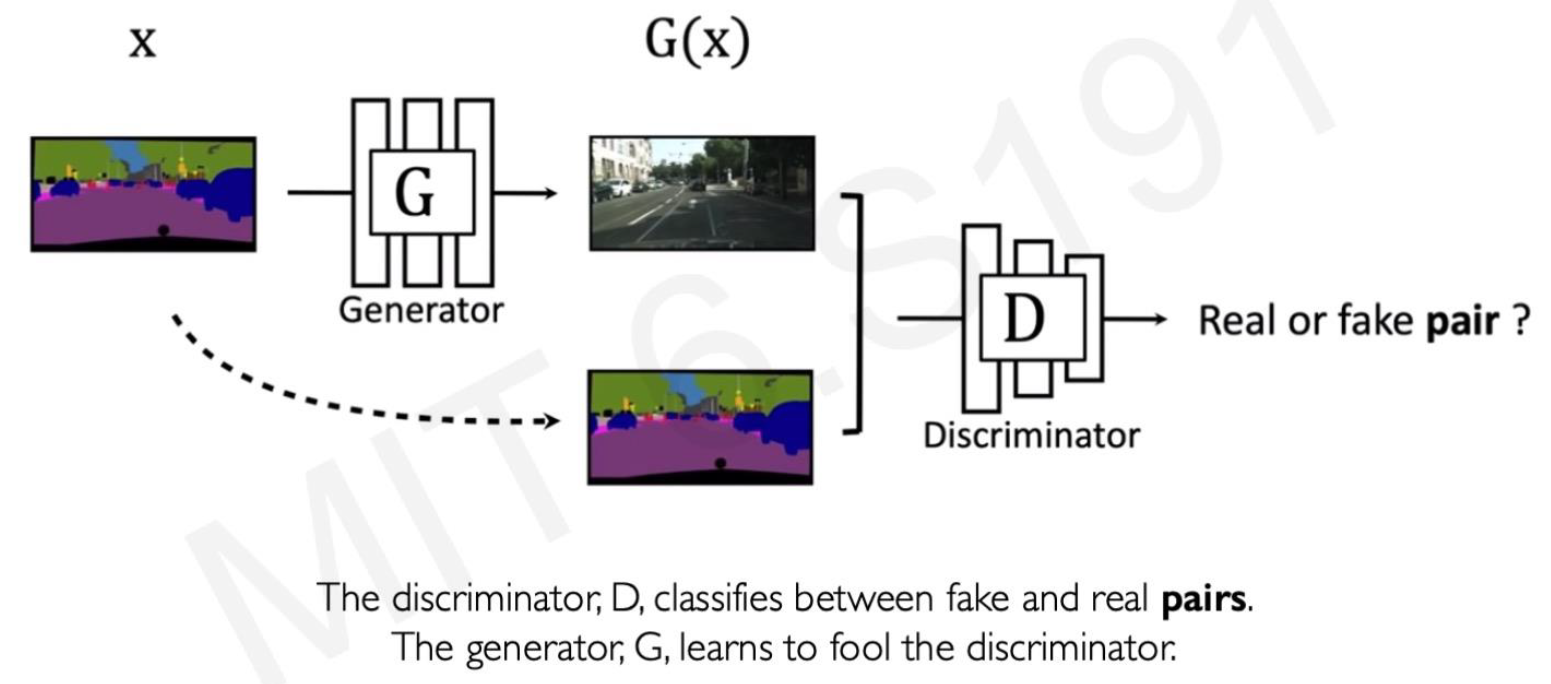 x
G(x)
G
Generator
D
Discriminator
Real or fake pair ?
MIT 6.S191
The discriminator, D, classifies between fake and real pairs.
The generator, G, learns to fool the discriminator.